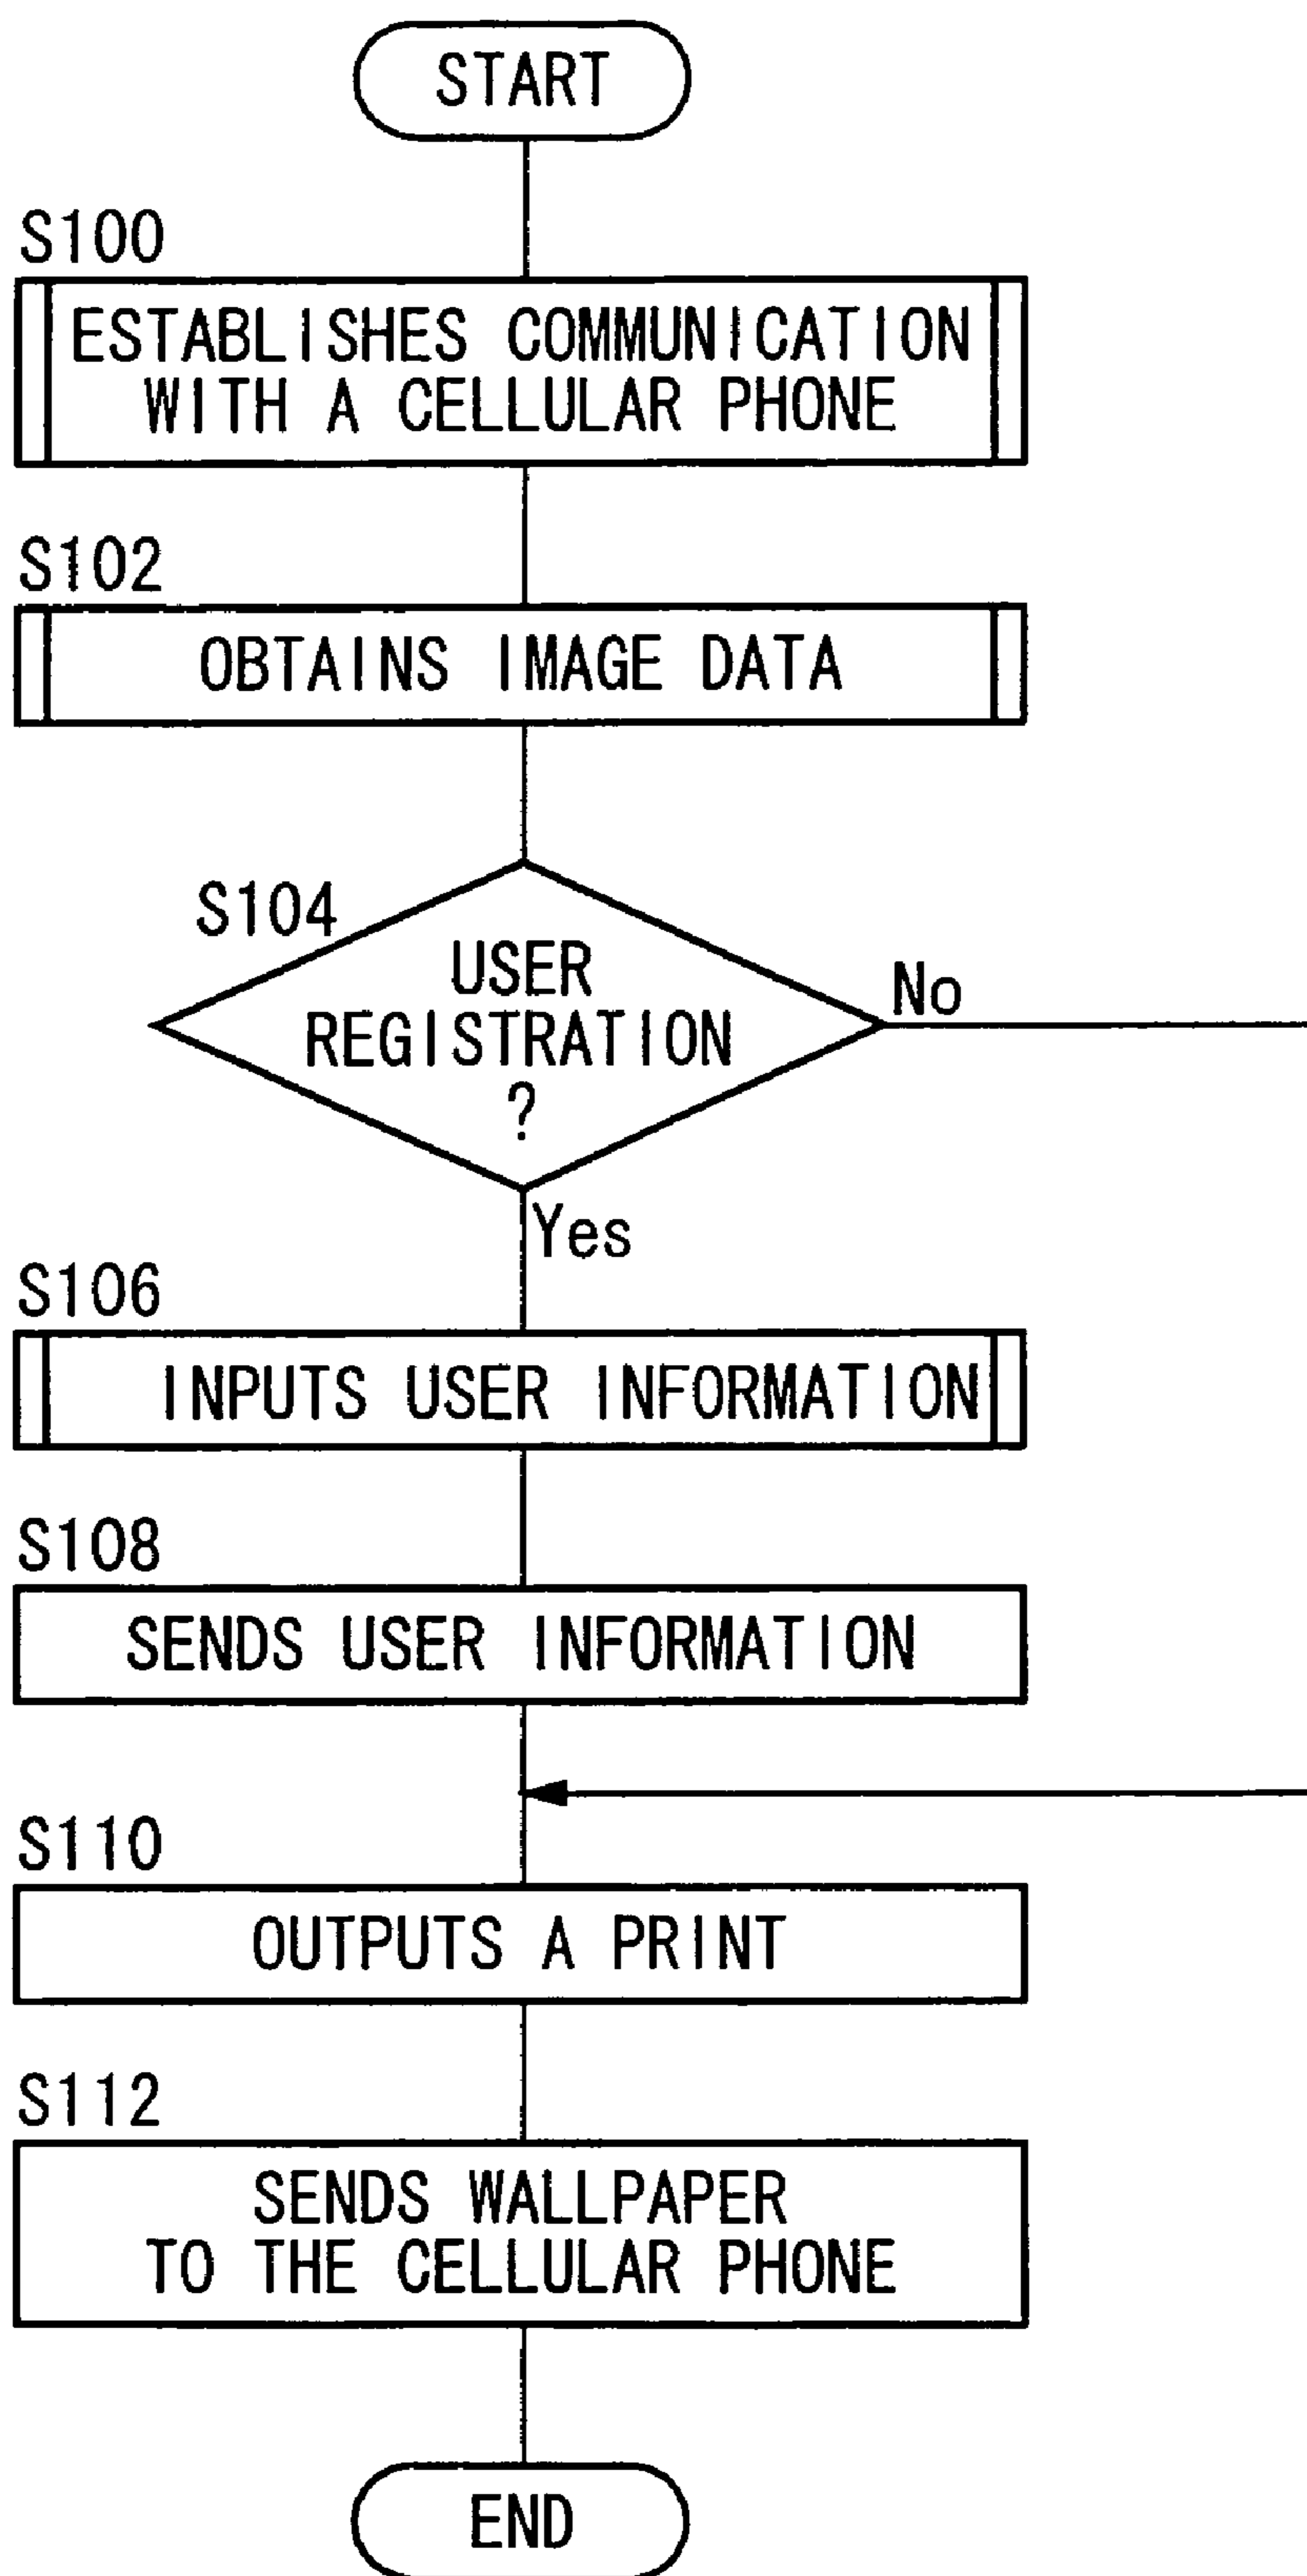 START
S100
ESTABLISHES COMMUNICATION
WITH A CELLULAR PHONE
S102
OBTAINS IMAGE DATA
S104
USER
REGISTRATION
?
No
Yes
S106
INPUTS USER INFORMATION
S108
SENDS USER INFORMATION
S110
OUTPUTS A PRINT
S112
SENDS WALLPAPER
TO THE CELLULAR PHONE
END